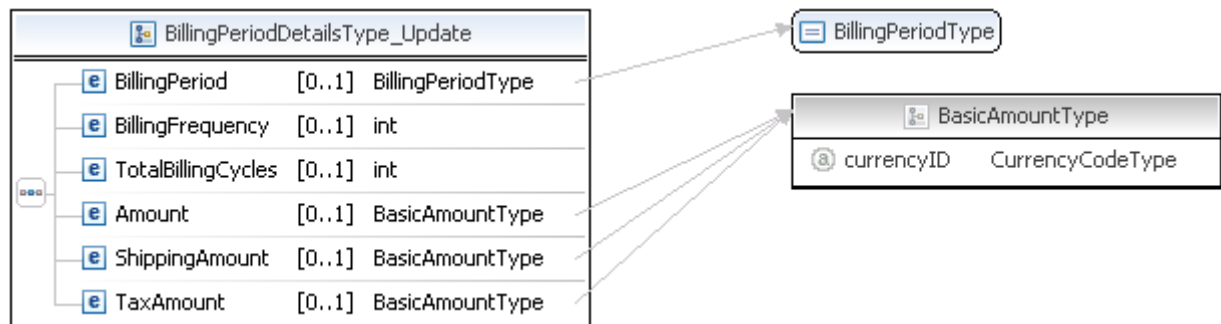 BillingPeriodDetailsType_Update
e BillingPeriod [0..1] BillingPeriodType
e BillingFrequency [0..1] int
e TotalBillingCycles [0..1] int
e Amount [0..1] BasicAmountType
e ShippingAmount [0..1] BasicAmountType
e TaxAmount [0..1] BasicAmountType
BillingPeriodType
BasicAmountType
a currencyID CurrencyCodeType